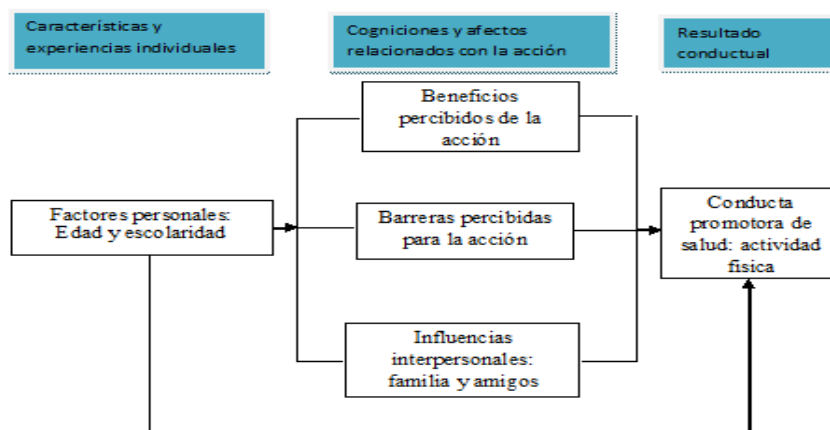 Características y
experiencias individuales
Cogniciones y afectos
relacionados con la acción
Resultado
conductual
Beneficios
percibidos de la
acción
Factores personales:
Edad y escolaridad
Barreras percibidas
para la acción
Conducta
promotora de
salud: actividad
física
Influencias
interpersonales:
familia y amigos